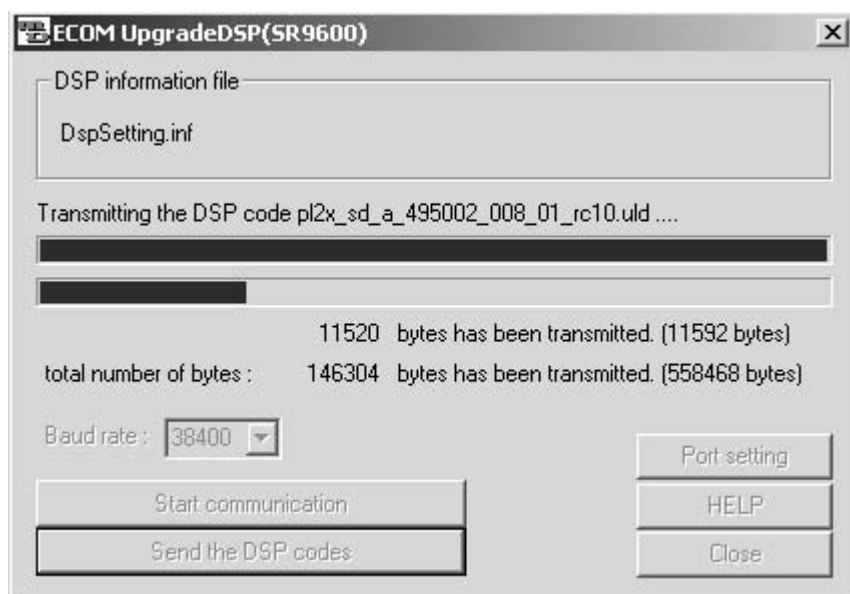 ECOM UpgradeDSP(SR9600)
DSP information file
DspSetting.inf
Transmitting the DSP code pl2x_sd_a_495002_008_01_rc10.uld ....
11520 bytes has been transmitted. (11592 bytes)
total number of bytes : 146304 bytes has been transmitted. (558468 bytes)
Baud rate : 38400
Port setting
Start communication
HELP
Send the DSP codes
Close